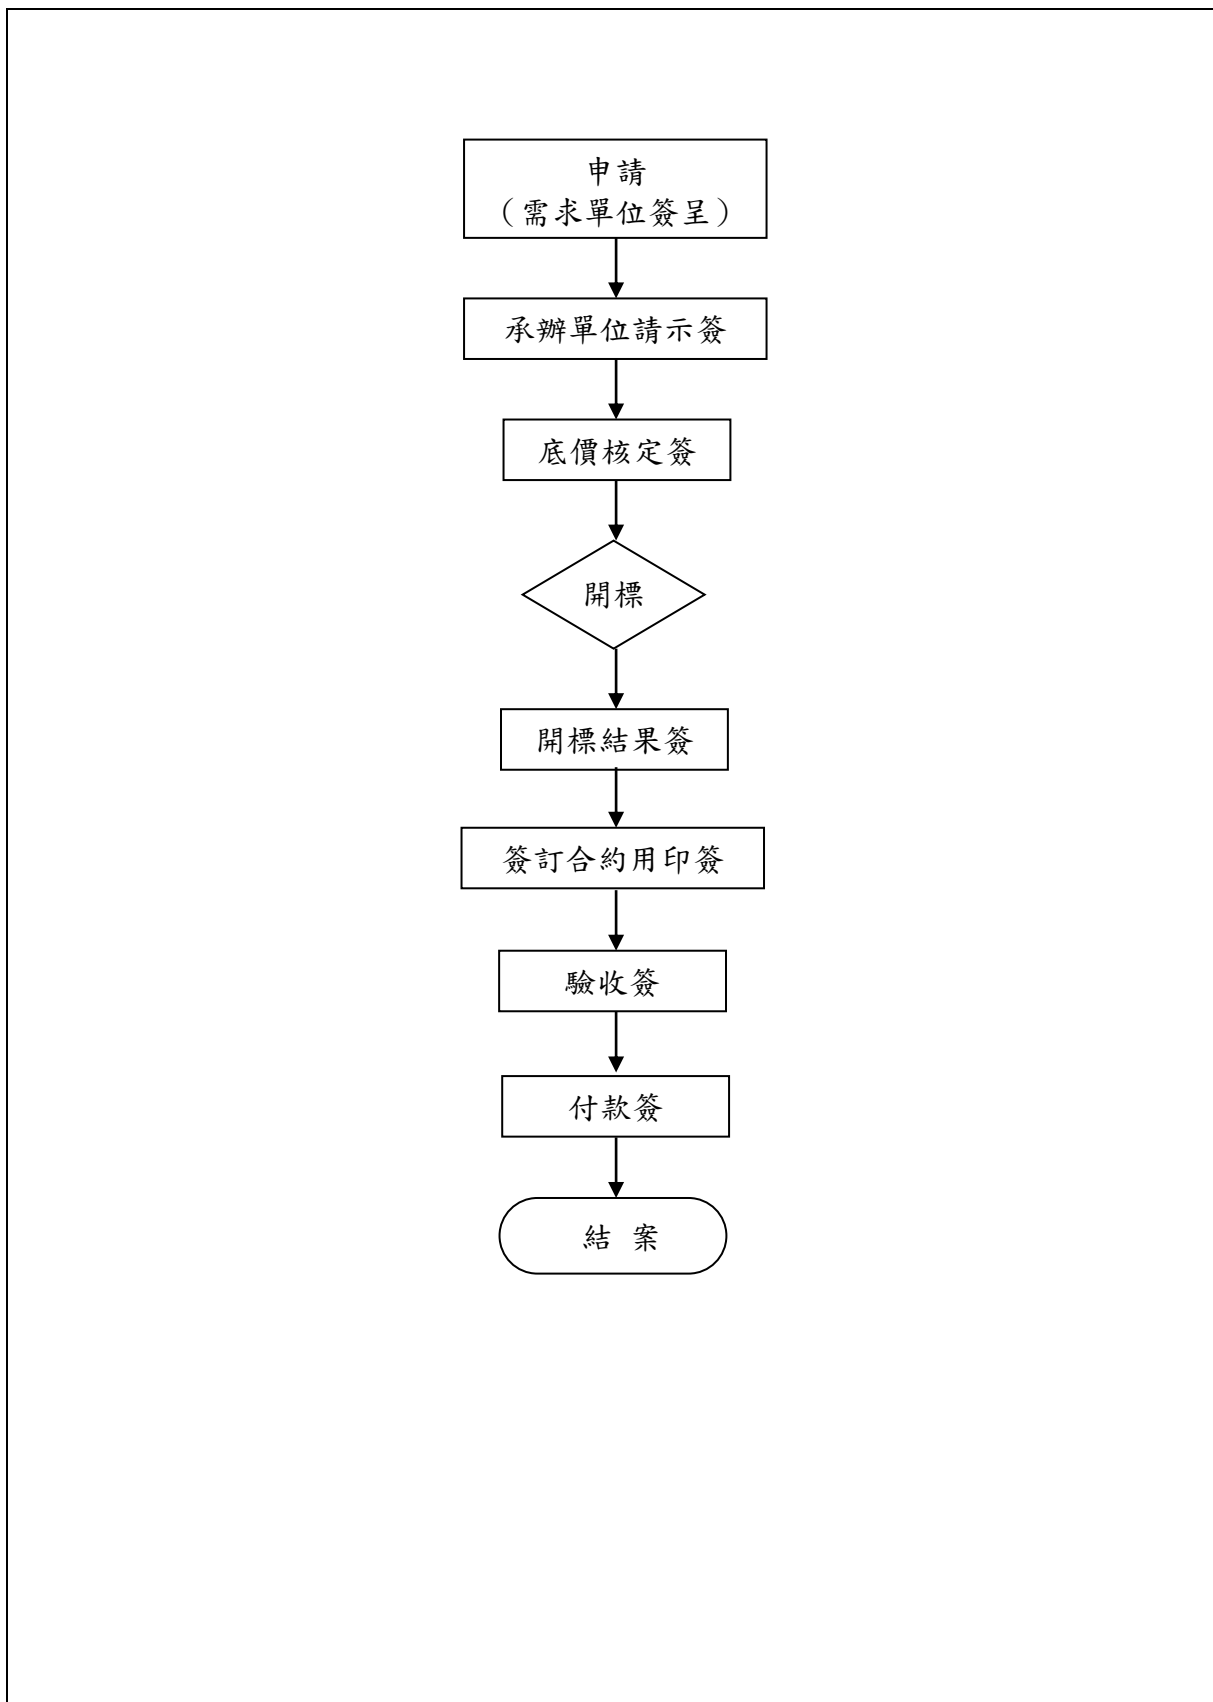 申請
（需求單位簽呈）
承辦單位請示簽
底價核定簽
開標
開標結果簽
簽訂合約用印簽
驗收簽
付款簽
結 案